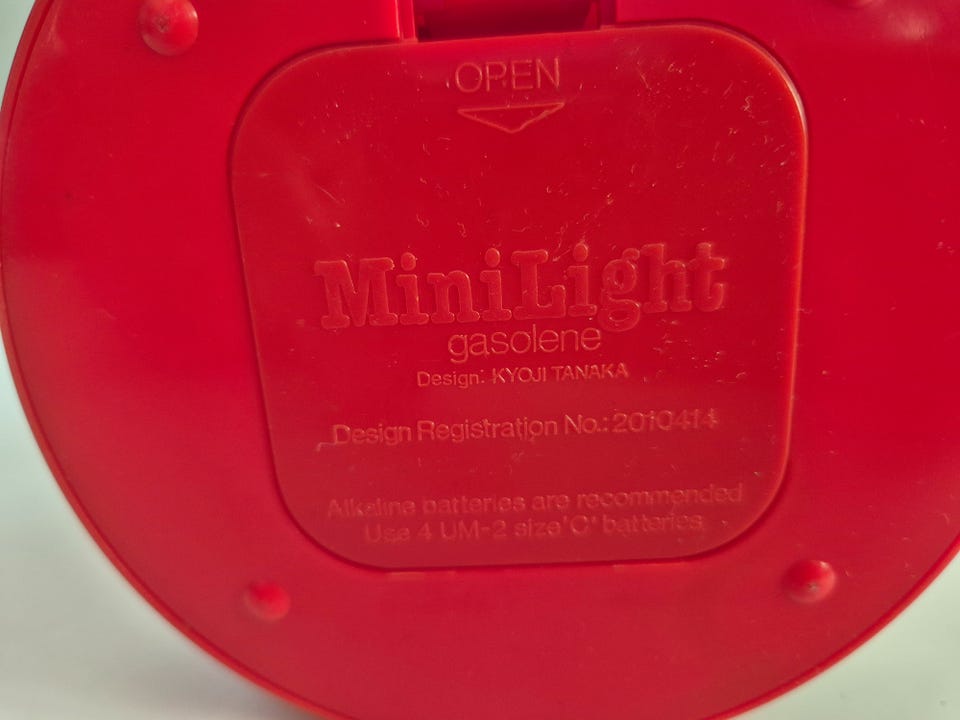 OPEN
MiniLight
gasolene
Design: KYOJI TANAKA
Design Registration No.: 2010414
Alkaline batteries are recommended
Use 4 UM-2 size'C' batteries